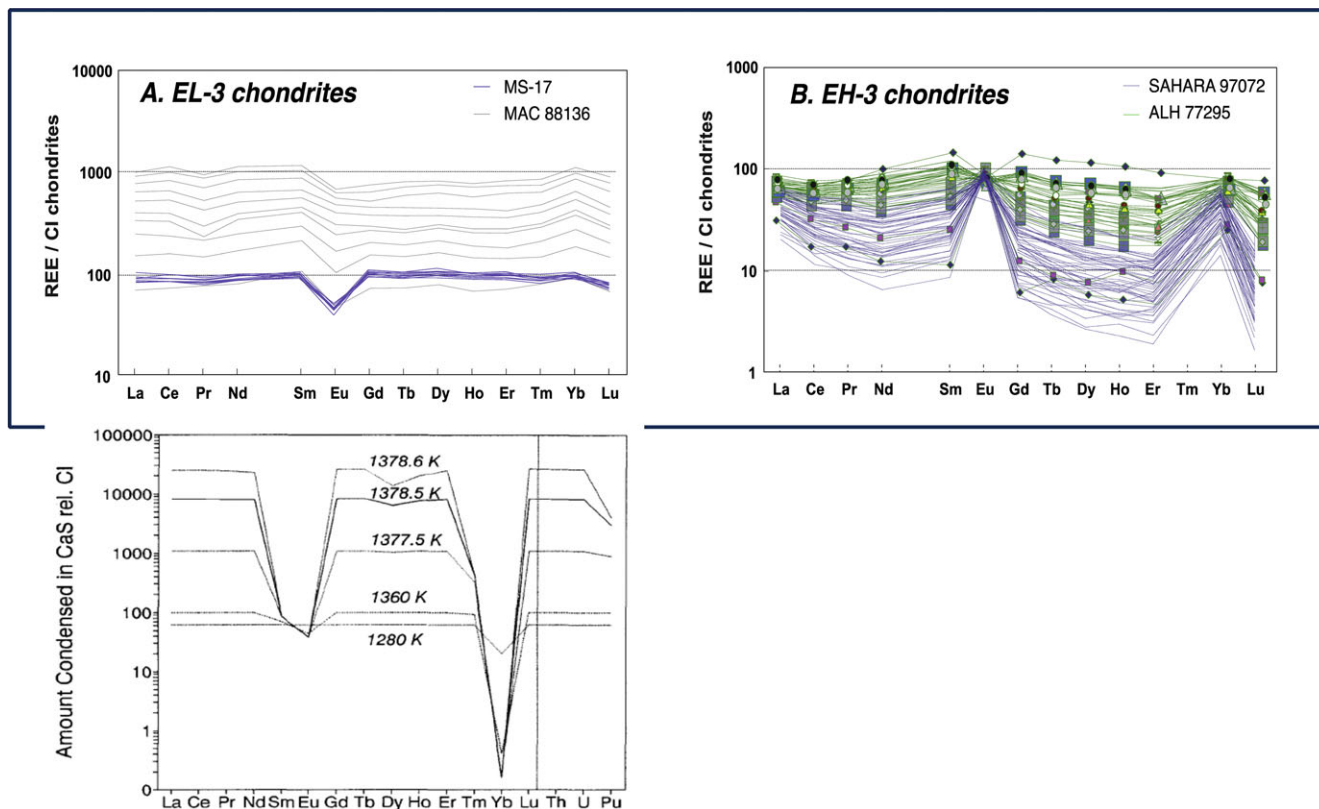 A. EL-3 chondrites
MS-17
MAC 88136
REE / CI chondrites
10000
1000
100
10
La Ce Pr Nd Sm Eu Gd Tb Dy Ho Er Tm Yb Lu
B. EH-3 chondrites
SAHARA 97072
ALH 77295
REE / CI chondrites
1000
100
10
1
La Ce Pr Nd Sm Eu Gd Tb Dy Ho Er Tm Yb Lu
Amount Condensed in CaS rel. CI
100000
10000
1000
100
10
1
0
1378.6 K
1378.5 K
1377.5 K
1360 K
1280 K
La Ce Pr Nd Sm Eu Gd Tb Dy Ho Er Tm Yb Lu Th U Pu